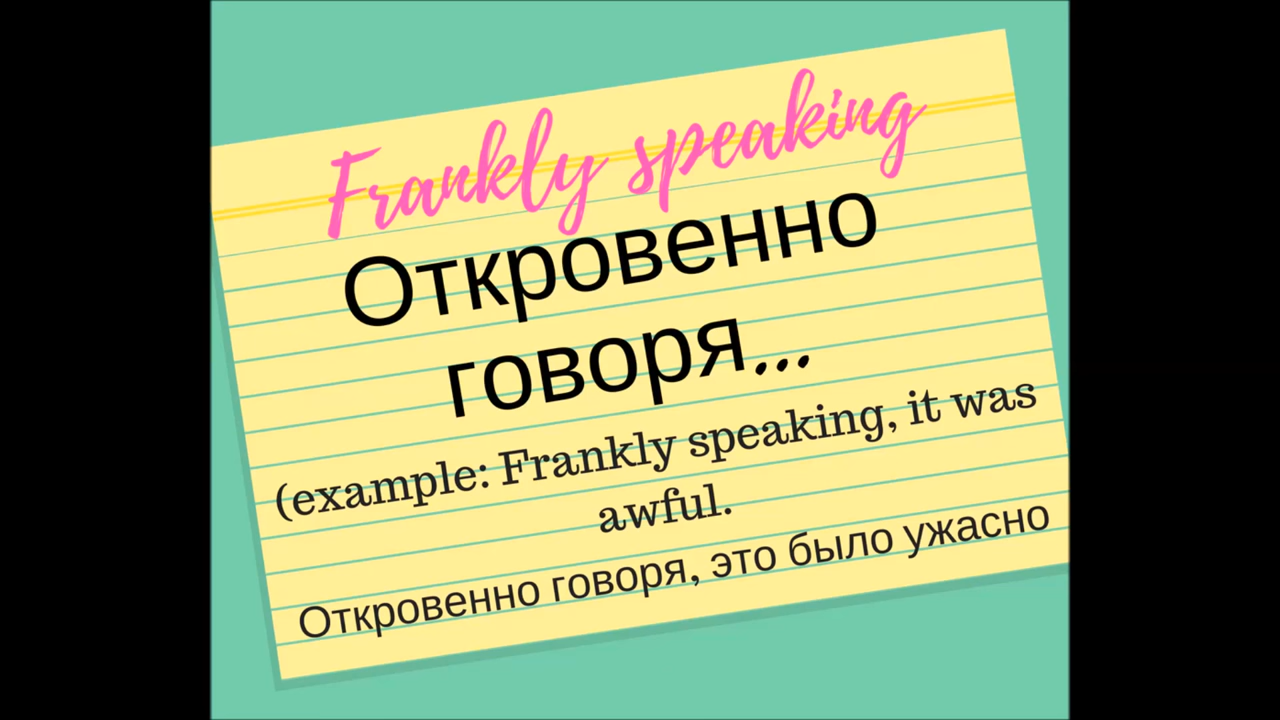 Frankly speaking
Откровенно
говоря...
(example: Frankly speaking, it was
awful.
Откровенно говоря, это было ужасно